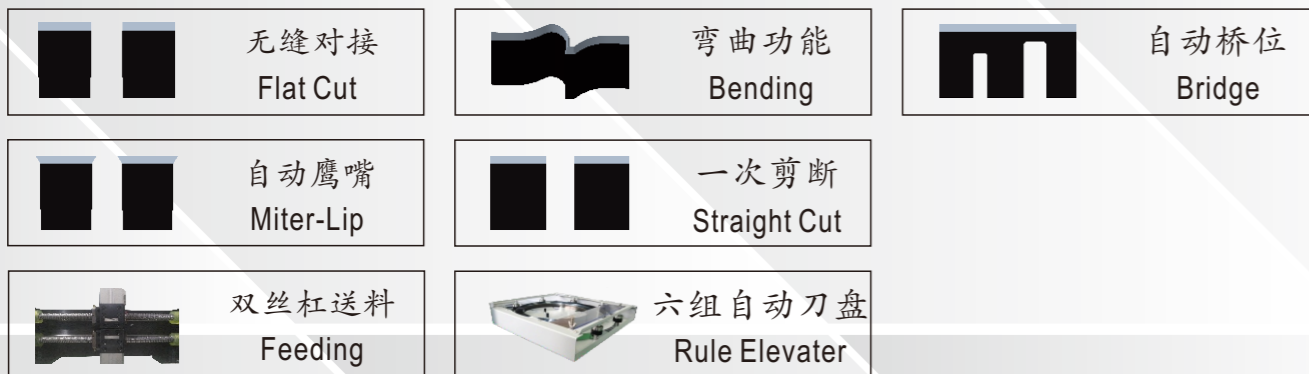 无缝对接
Flat Cut
弯曲功能
Bending
自动桥位
Bridge
自动鹰嘴
Miter-Lip
一次剪断
Straight Cut
双丝杠送料
Feeding
六组自动刀盘
Rule Elevater